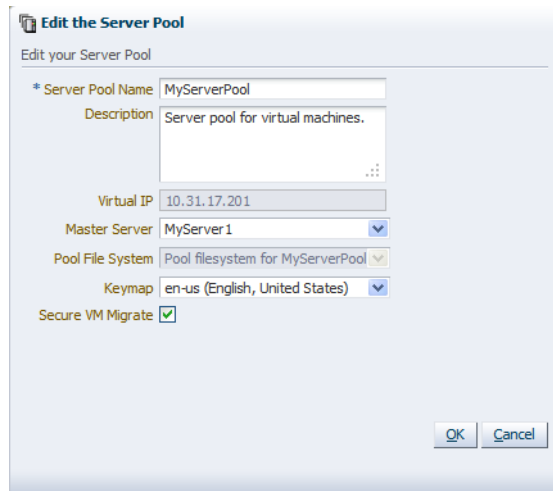 Edit the Server Pool
Edit your Server Pool
* Server Pool Name MyServerPool
Description Server pool for virtual machines.
Virtual IP 10.31.17.201
Master Server MyServer1
Pool File System Pool filesystem for MyServerPool
Keymap en-us (English, United States)
Secure VM Migrate
OK Cancel